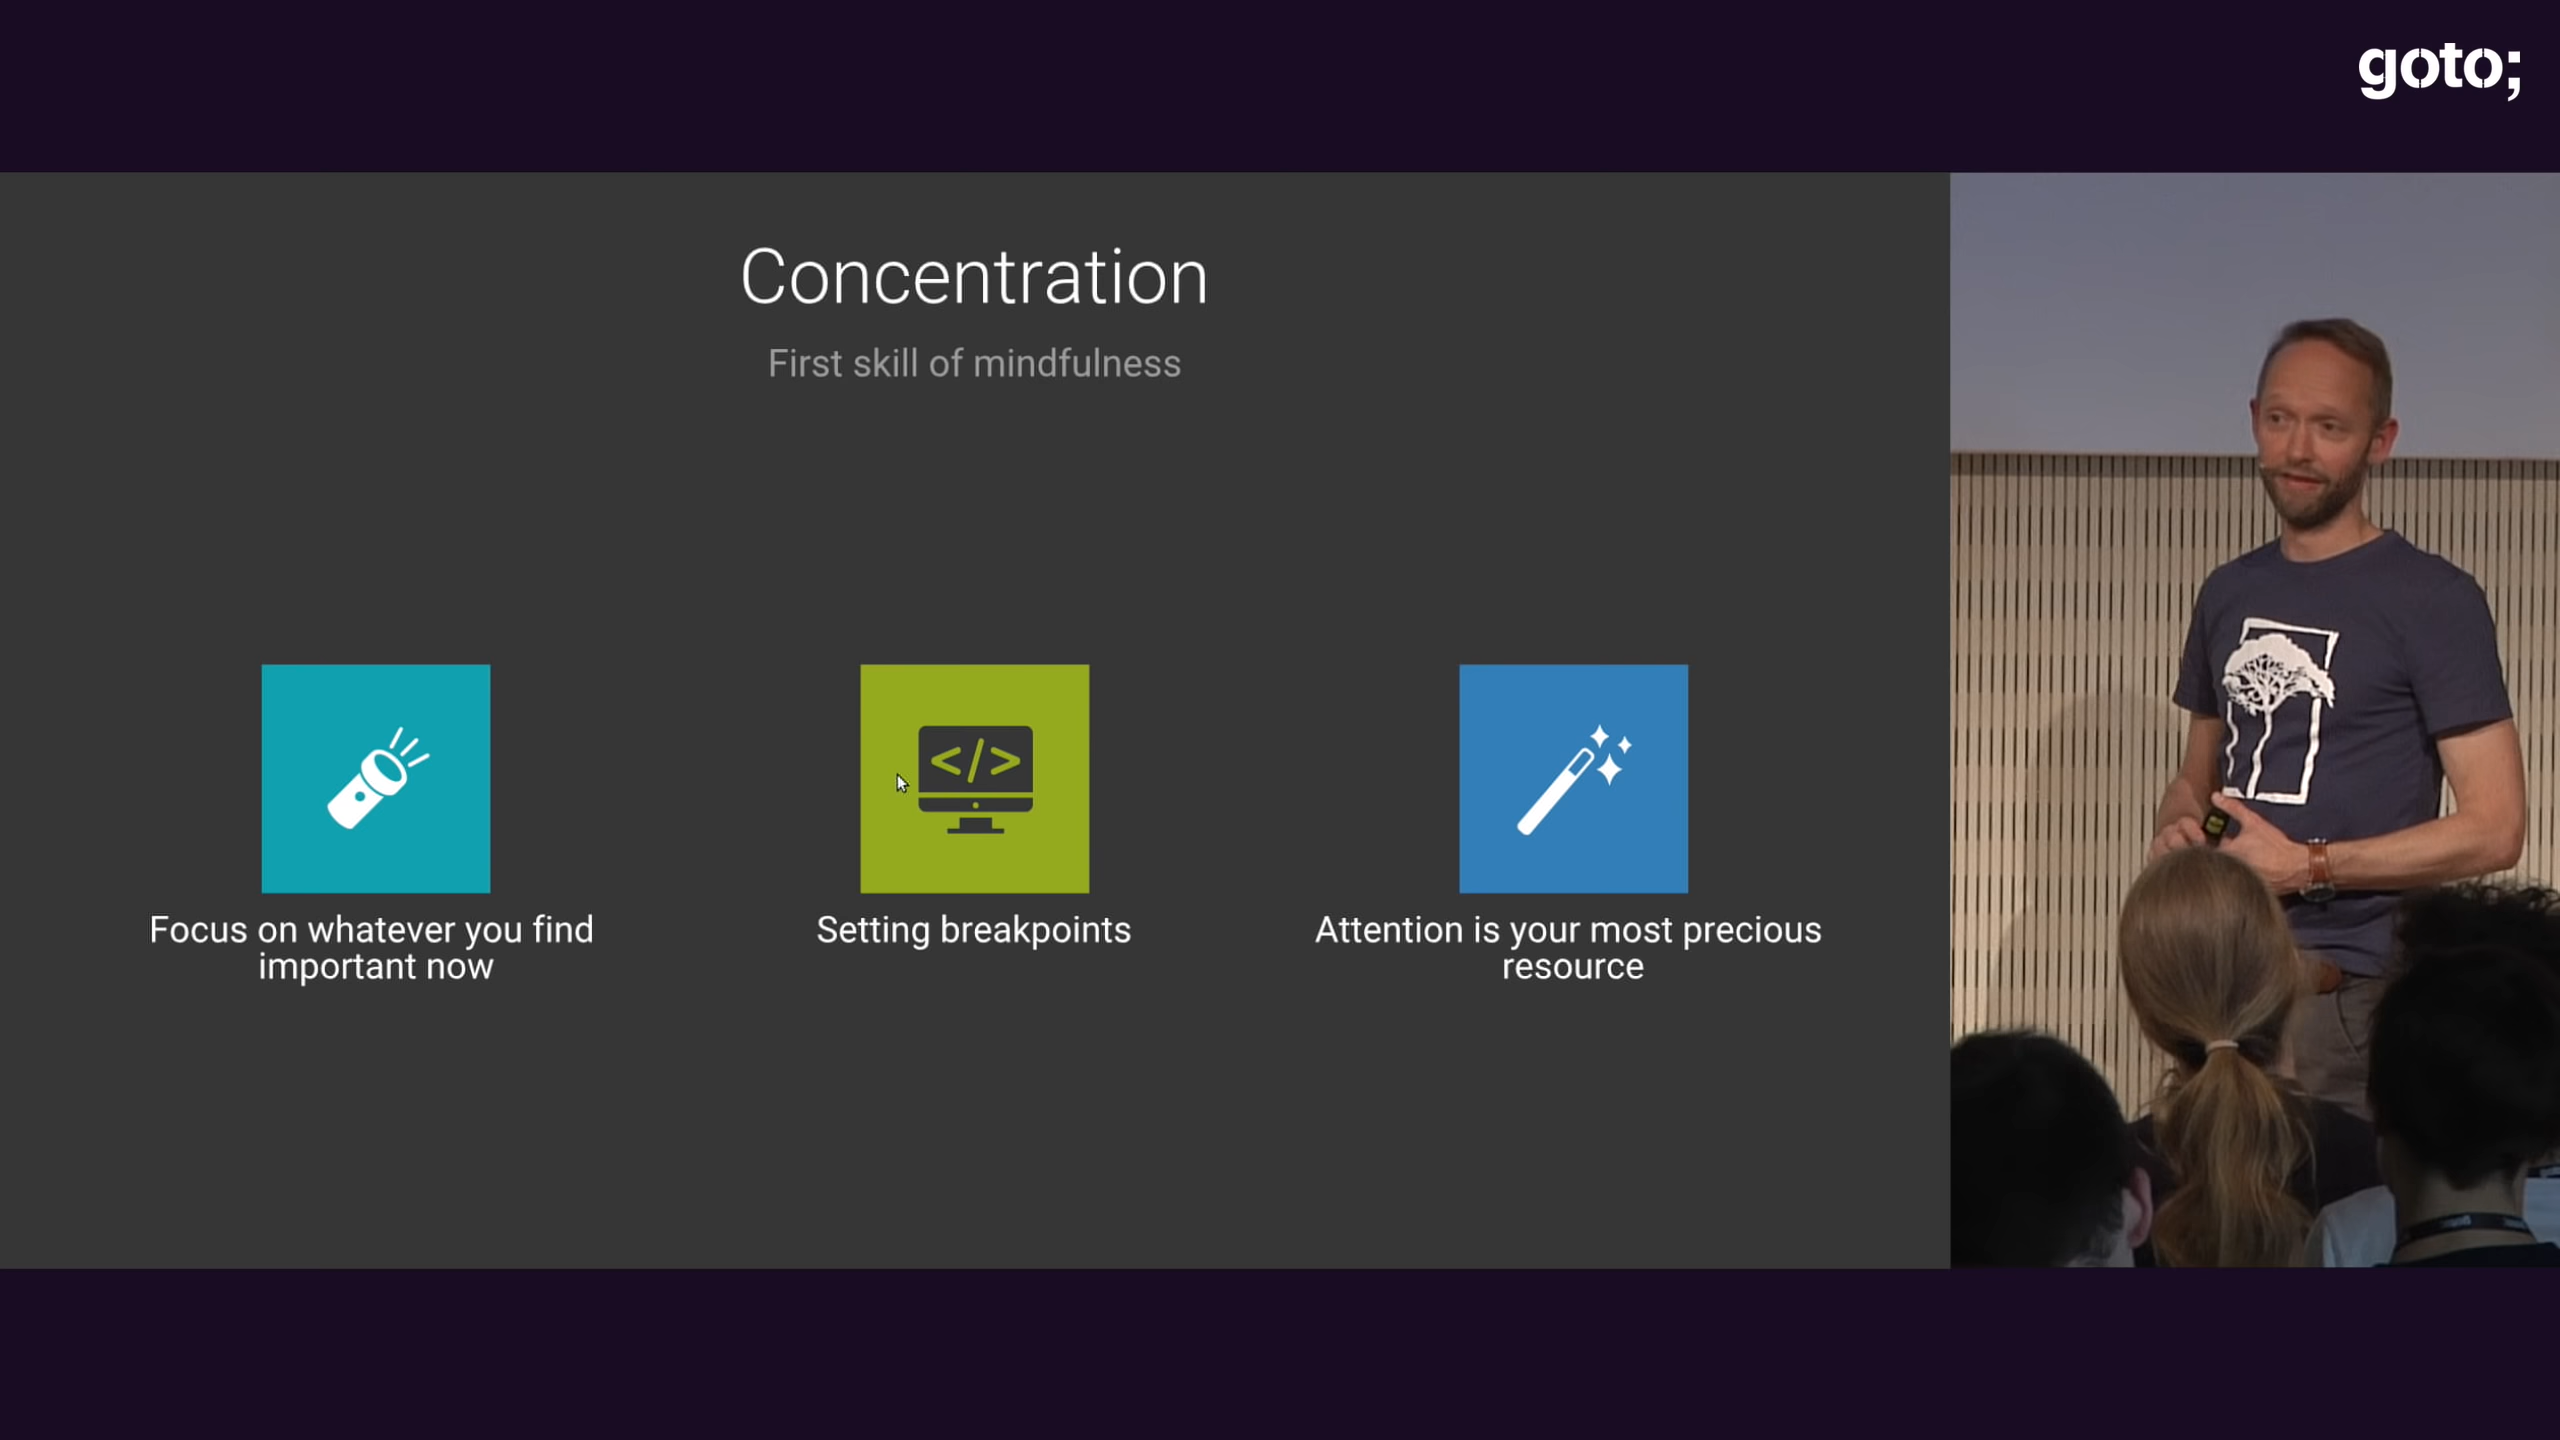 goto;
Concentration
First skill of mindfulness
</>
Focus on whatever you find
important now
Setting breakpoints
Attention is your most precious
resource